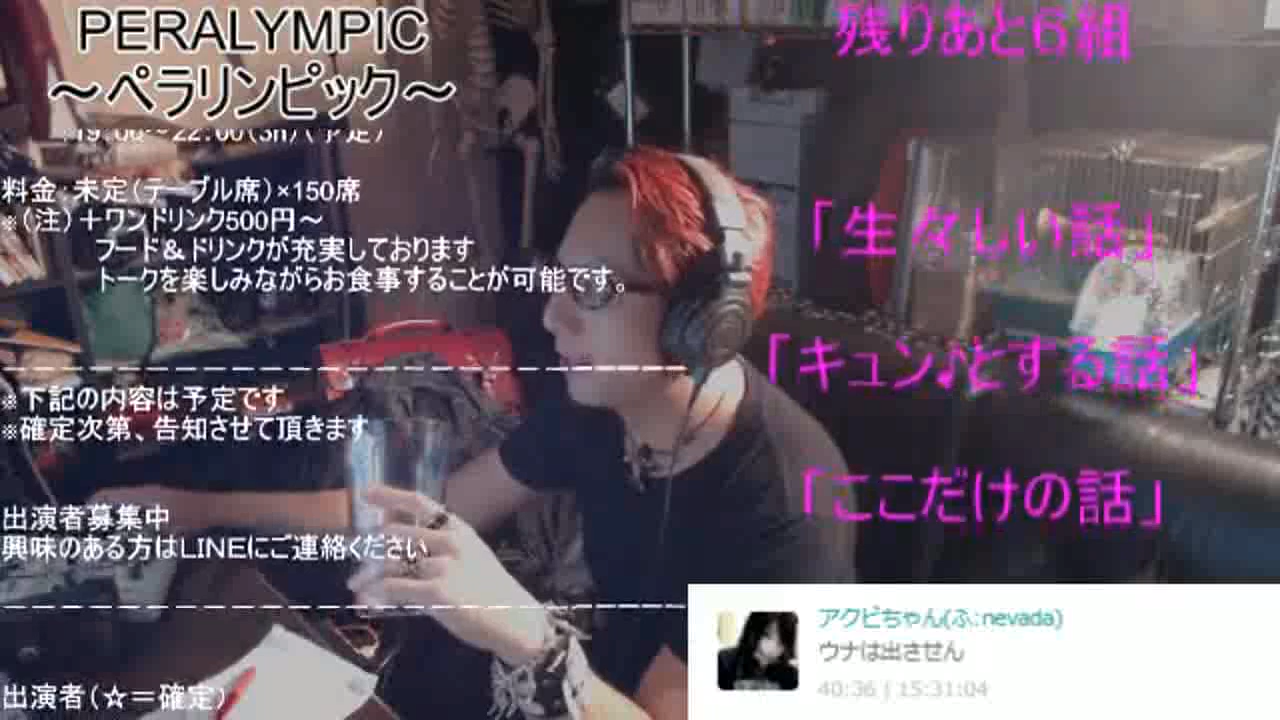 PERALYMPIC
～ペラリンピック～
19:00～22:00(3h)(予定)
料金:未定(テーブル席)×150席
※(注)＋ワンドリンク500円～
フード＆ドリンクが充実しております
トークを楽しみながらお食事することが可能です。
※下記の内容は予定です
※確定次第、告知させて頂きます
出演者募集中
興味のある方はLINEにご連絡ください
出演者(☆＝確定)
残りあと６組
「生々しい話」
「キュン♪とする話」
「ここだけの話」
アクビちゃん(ふ:nevada)
ウナは出させん
40:36 | 15:31:04